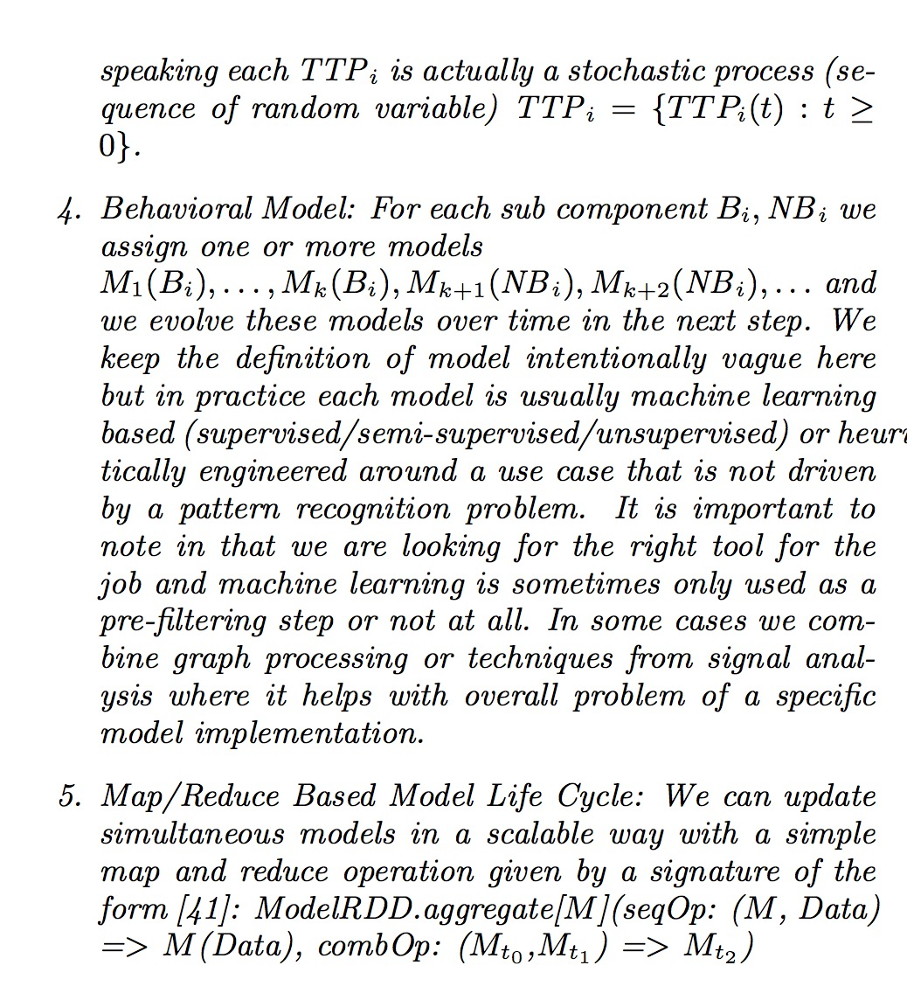 speaking each TTP_i is actually a stochastic process (se-
quence of random variable) TTP_i = {TTP_i(t) : t ≥
0}.
4. Behavioral Model: For each sub component B_i, NB_i we
assign one or more models
M_1(B_i), . . . , M_k(B_i), M_{k+1}(NB_i), M_{k+2}(NB_i), . . . and
we evolve these models over time in the next step. We
keep the definition of model intentionally vague here
but in practice each model is usually machine learning
based (supervised/semi-supervised/unsupervised) or heuri
tically engineered around a use case that is not driven
by a pattern recognition problem. It is important to
note in that we are looking for the right tool for the
job and machine learning is sometimes only used as a
pre-filtering step or not at all. In some cases we com-
bine graph processing or techniques from signal anal-
ysis where it helps with overall problem of a specific
model implementation.
5. Map/Reduce Based Model Life Cycle: We can update
simultaneous models in a scalable way with a simple
map and reduce operation given by a signature of the
form [41]: ModelRDD.aggregate[M](seqOp: (M, Data)
=> M(Data), combOp: (M_{t_0},M_{t_1}) => M_{t_2})